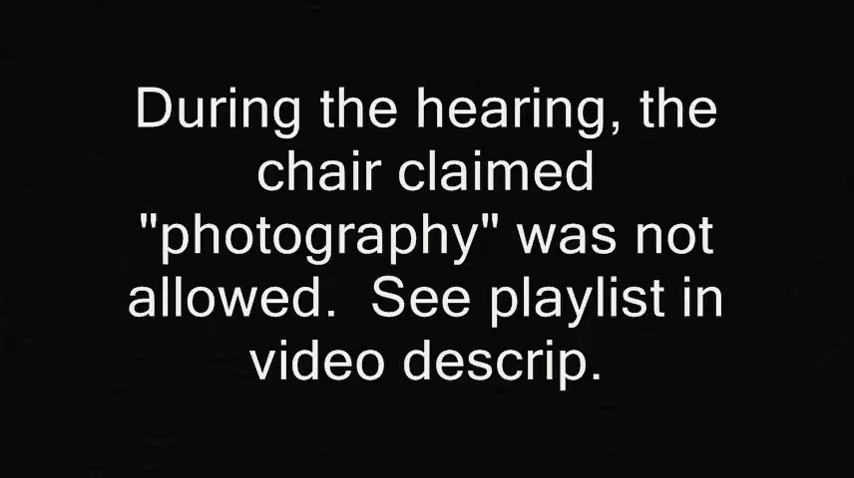 During the hearing, the
chair claimed
"photography" was not
allowed.  See playlist in
video descrip.